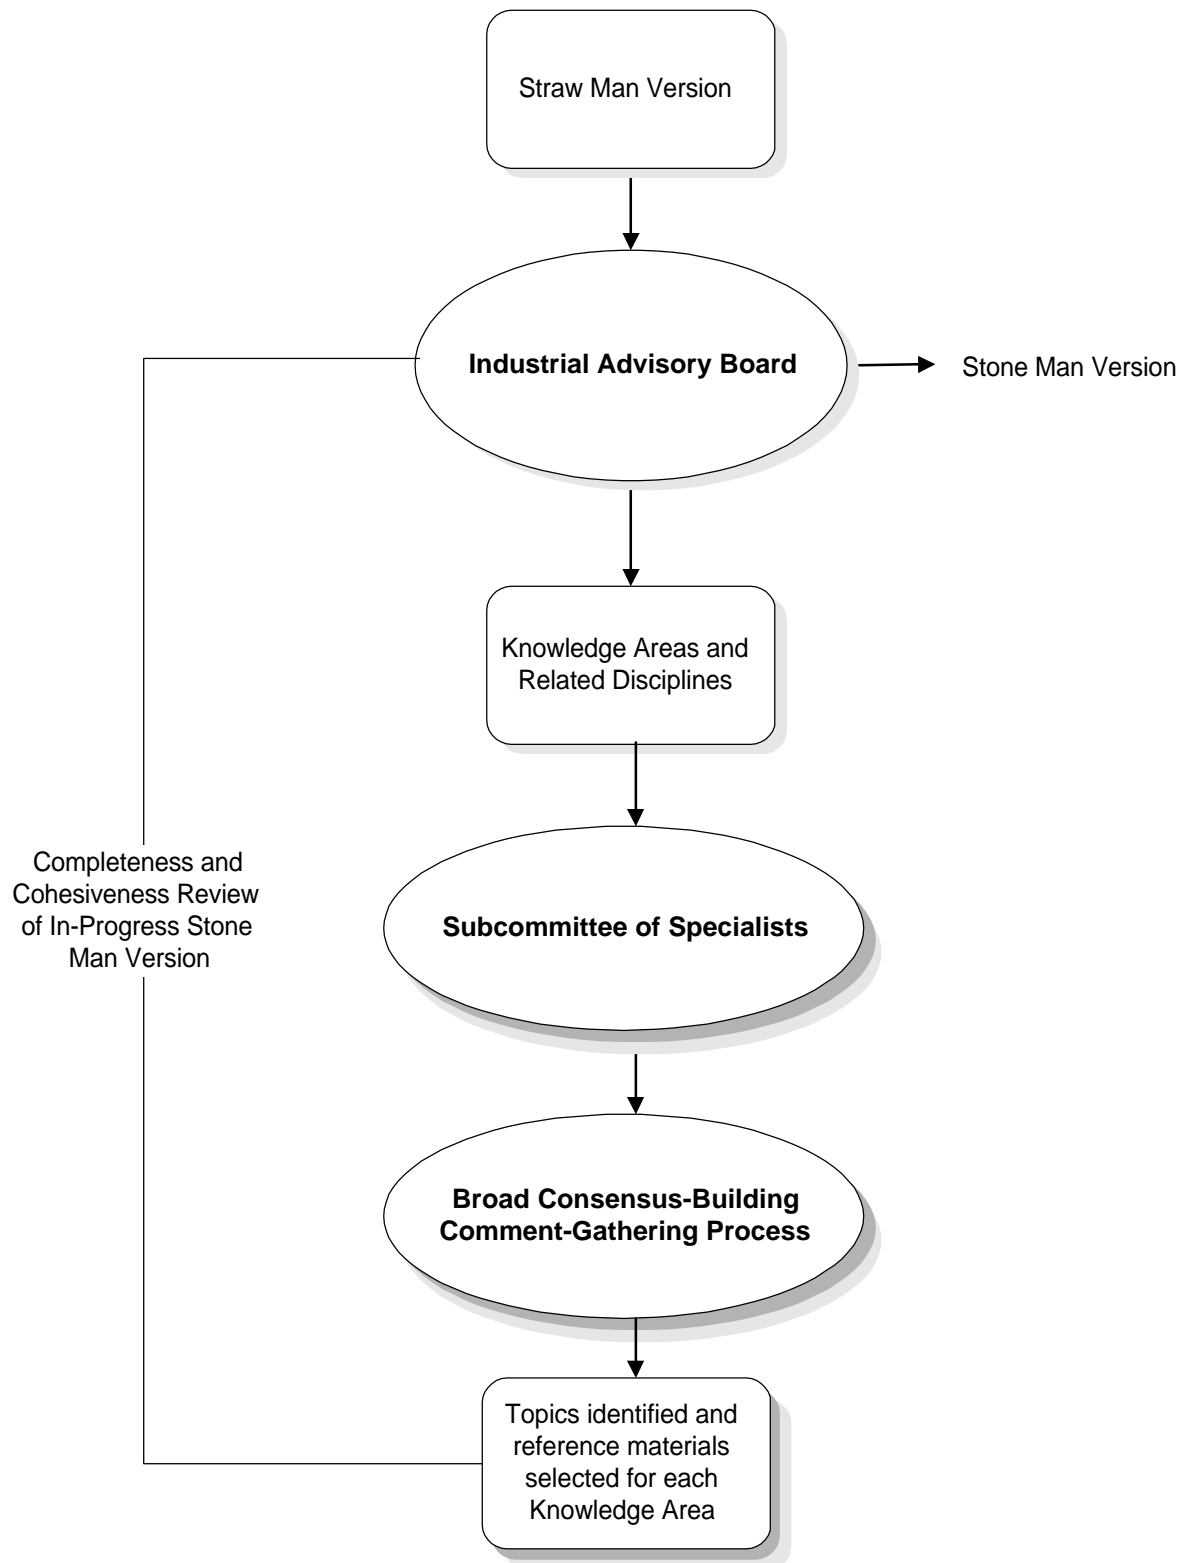 Straw Man Version
Industrial Advisory Board
Stone Man Version
Knowledge Areas and
Related Disciplines
Completeness and
Cohesiveness Review
of In-Progress Stone
Man Version
Subcommittee of Specialists
Broad Consensus-Building
Comment-Gathering Process
Topics identified and
reference materials
selected for each
Knowledge Area